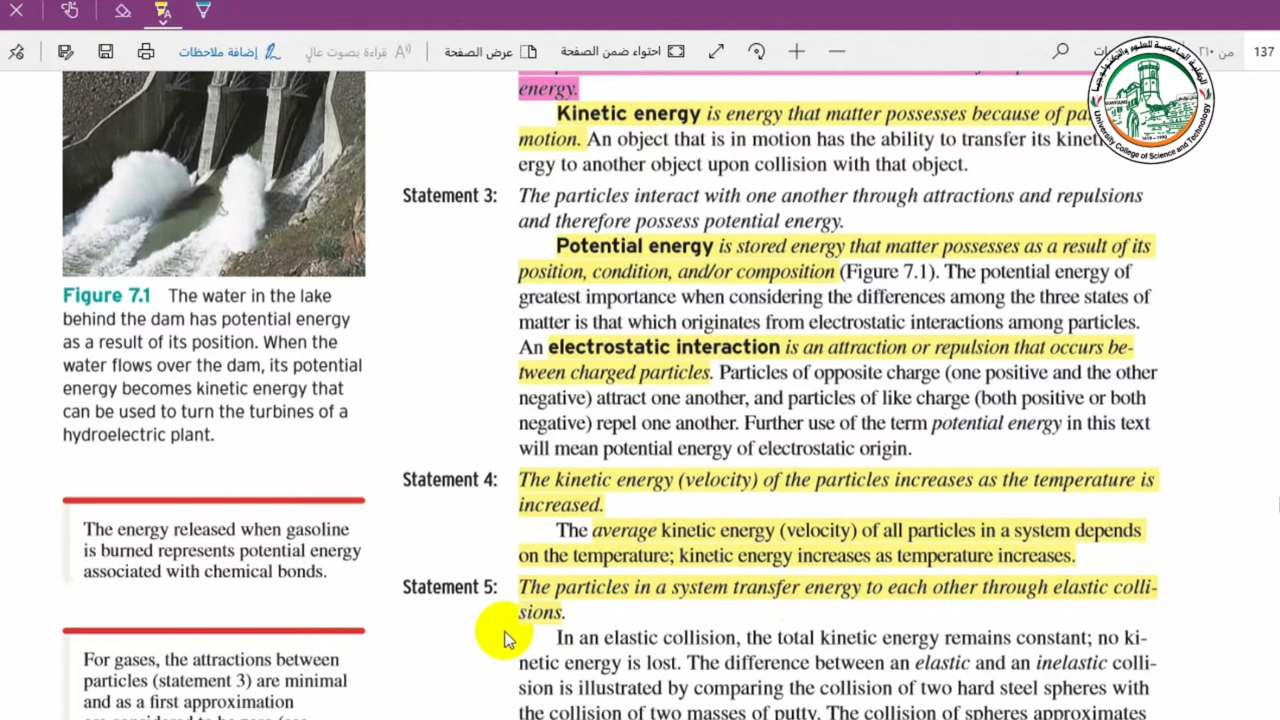 إضافة ملاحظات
قراءة بصوت عالٍ
عرض الصفحة
احتواء ضمن الصفحة
من ٢٦٠
137
energy.
Kinetic energy is energy that matter possesses because of
motion. An object that is in motion has the ability to transfer its
ergy to another object upon collision with that object.
Statement 3: The particles interact with one another through attractions and repulsions
and therefore possess potential energy.
Potential energy is stored energy that matter possesses as a result of its
position, condition, and/or composition (Figure 7.1). The potential energy of
greatest importance when considering the differences among the three states of
matter is that which originates from electrostatic interactions among particles.
An electrostatic interaction is an attraction or repulsion that occurs be-
tween charged particles. Particles of opposite charge (one positive and the other
negative) attract one another, and particles of like charge (both positive or both
negative) repel one another. Further use of the term potential energy in this text
will mean potential energy of electrostatic origin.
Statement 4: The kinetic energy (velocity) of the particles increases as the temperature is
increased.
The average kinetic energy (velocity) of all particles in a system depends
on the temperature; kinetic energy increases as temperature increases.
Statement 5: The particles in a system transfer energy to each other through elastic colli-
sions.
In an elastic collision, the total kinetic energy remains constant; no ki-
netic energy is lost. The difference between an elastic and an inelastic colli-
sion is illustrated by comparing the collision of two hard steel spheres with
the collision of two masses of putty. The collision of spheres approximates
Figure 7.1 The water in the lake
behind the dam has potential energy
as a result of its position. When the
water flows over the dam, its potential
energy becomes kinetic energy that
can be used to turn the turbines of a
hydroelectric plant.
The energy released when gasoline
is burned represents potential energy
associated with chemical bonds.
For gases, the attractions between
particles (statement 3) are minimal
and as a first approximation
University College of Science and Technology